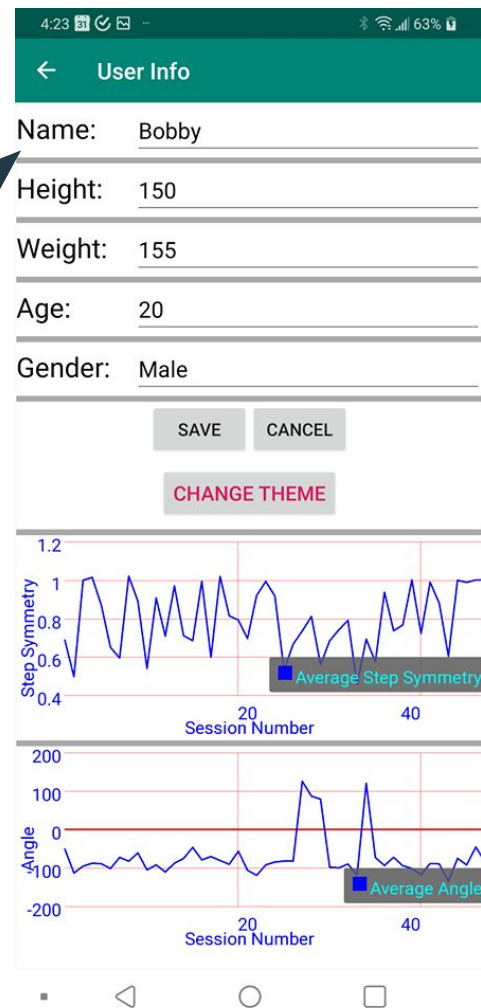 4:23 31 63%
User Info
Name: Bobby
Height: 150
Weight: 155
Age: 20
Gender: Male
SAVE CANCEL
CHANGE THEME
1.2
1
0.8
0.6
0.4
Step Symmetry
Average Step Symmetry
20 40
Session Number
200
100
0
-100
-200
Angle
Average Angle
20 40
Session Number